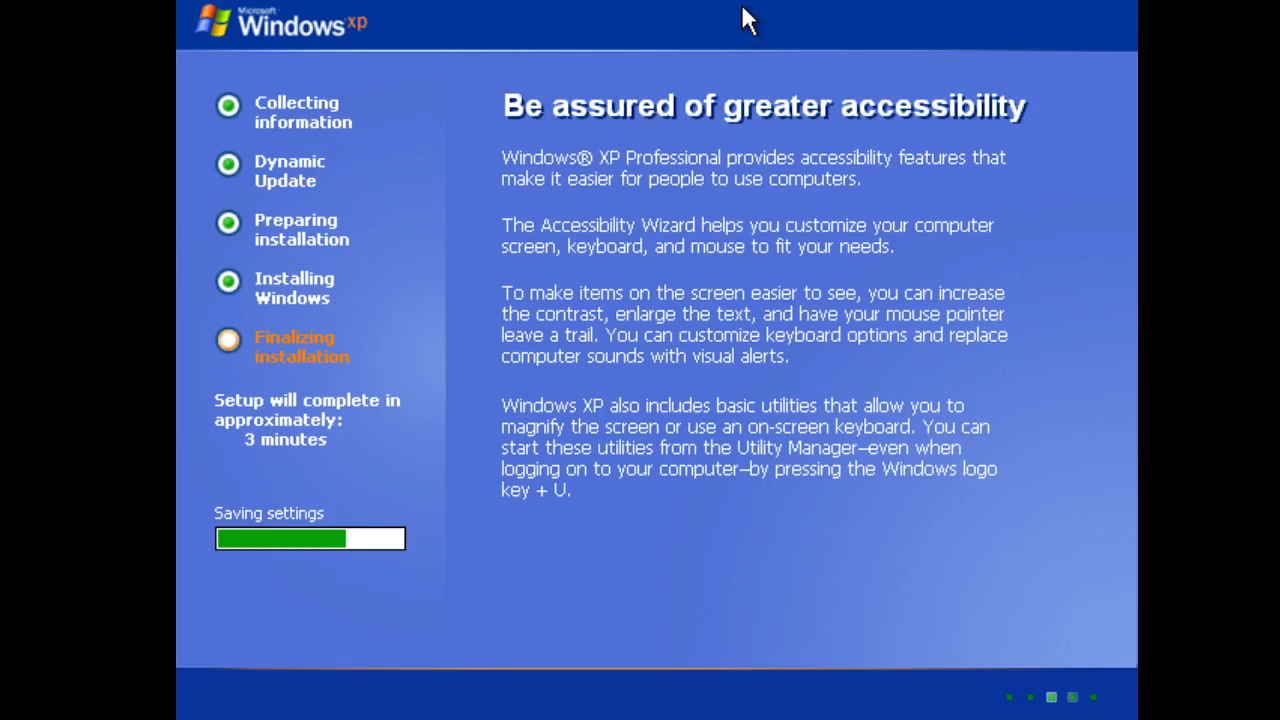 Microsoft
Windows xp
Collecting
information
Dynamic
Update
Preparing
installation
Installing
Windows
Finalizing
installation
Setup will complete in
approximately:
3 minutes
Saving settings
Be assured of greater accessibility
Windows® XP Professional provides accessibility features that
make it easier for people to use computers.
The Accessibility Wizard helps you customize your computer
screen, keyboard, and mouse to fit your needs.
To make items on the screen easier to see, you can increase
the contrast, enlarge the text, and have your mouse pointer
leave a trail. You can customize keyboard options and replace
computer sounds with visual alerts.
Windows XP also includes basic utilities that allow you to
magnify the screen or use an on-screen keyboard. You can
start these utilities from the Utility Manager—even when
logging on to your computer—by pressing the Windows logo
key + U.